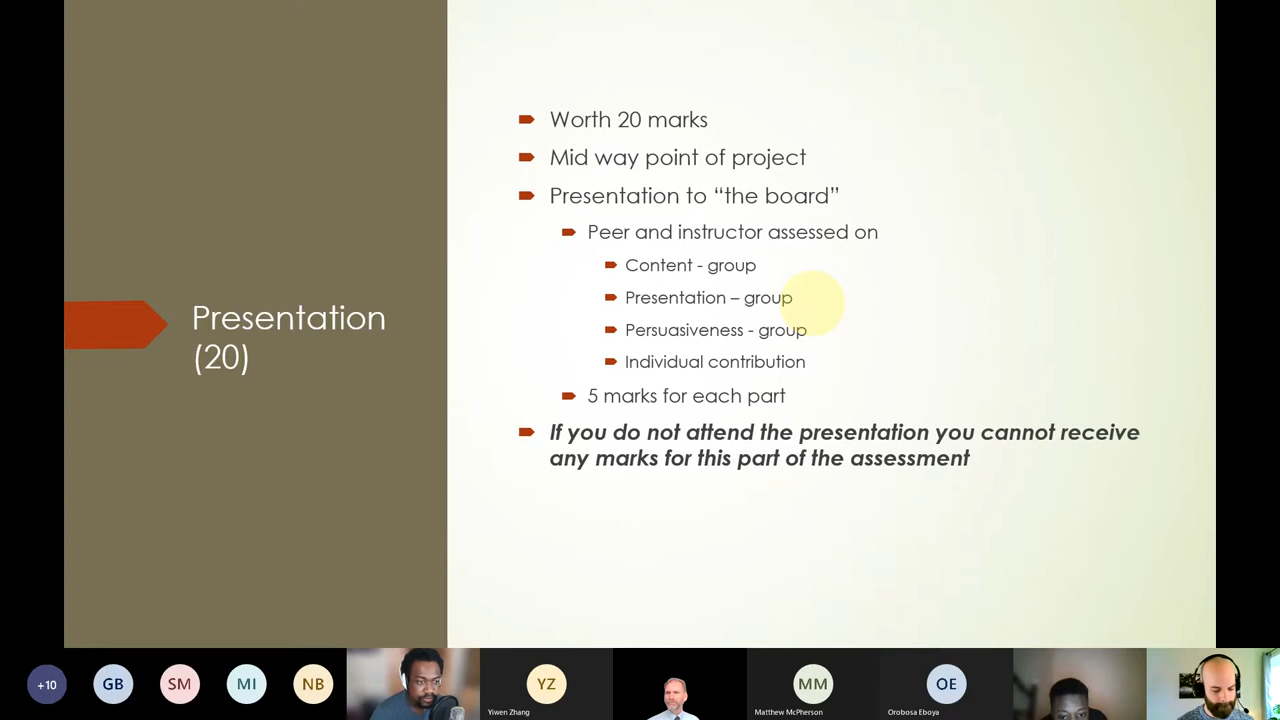 Presentation
(20)
Worth 20 marks
Mid way point of project
Presentation to “the board”
Peer and instructor assessed on
Content - group
Presentation – group
Persuasiveness - group
Individual contribution
5 marks for each part
If you do not attend the presentation you cannot receive
any marks for this part of the assessment
+10
GB
SM
MI
NB
YZ
Yiwen Zhang
MM
Matthew McPherson
OE
Orobosa Eboya